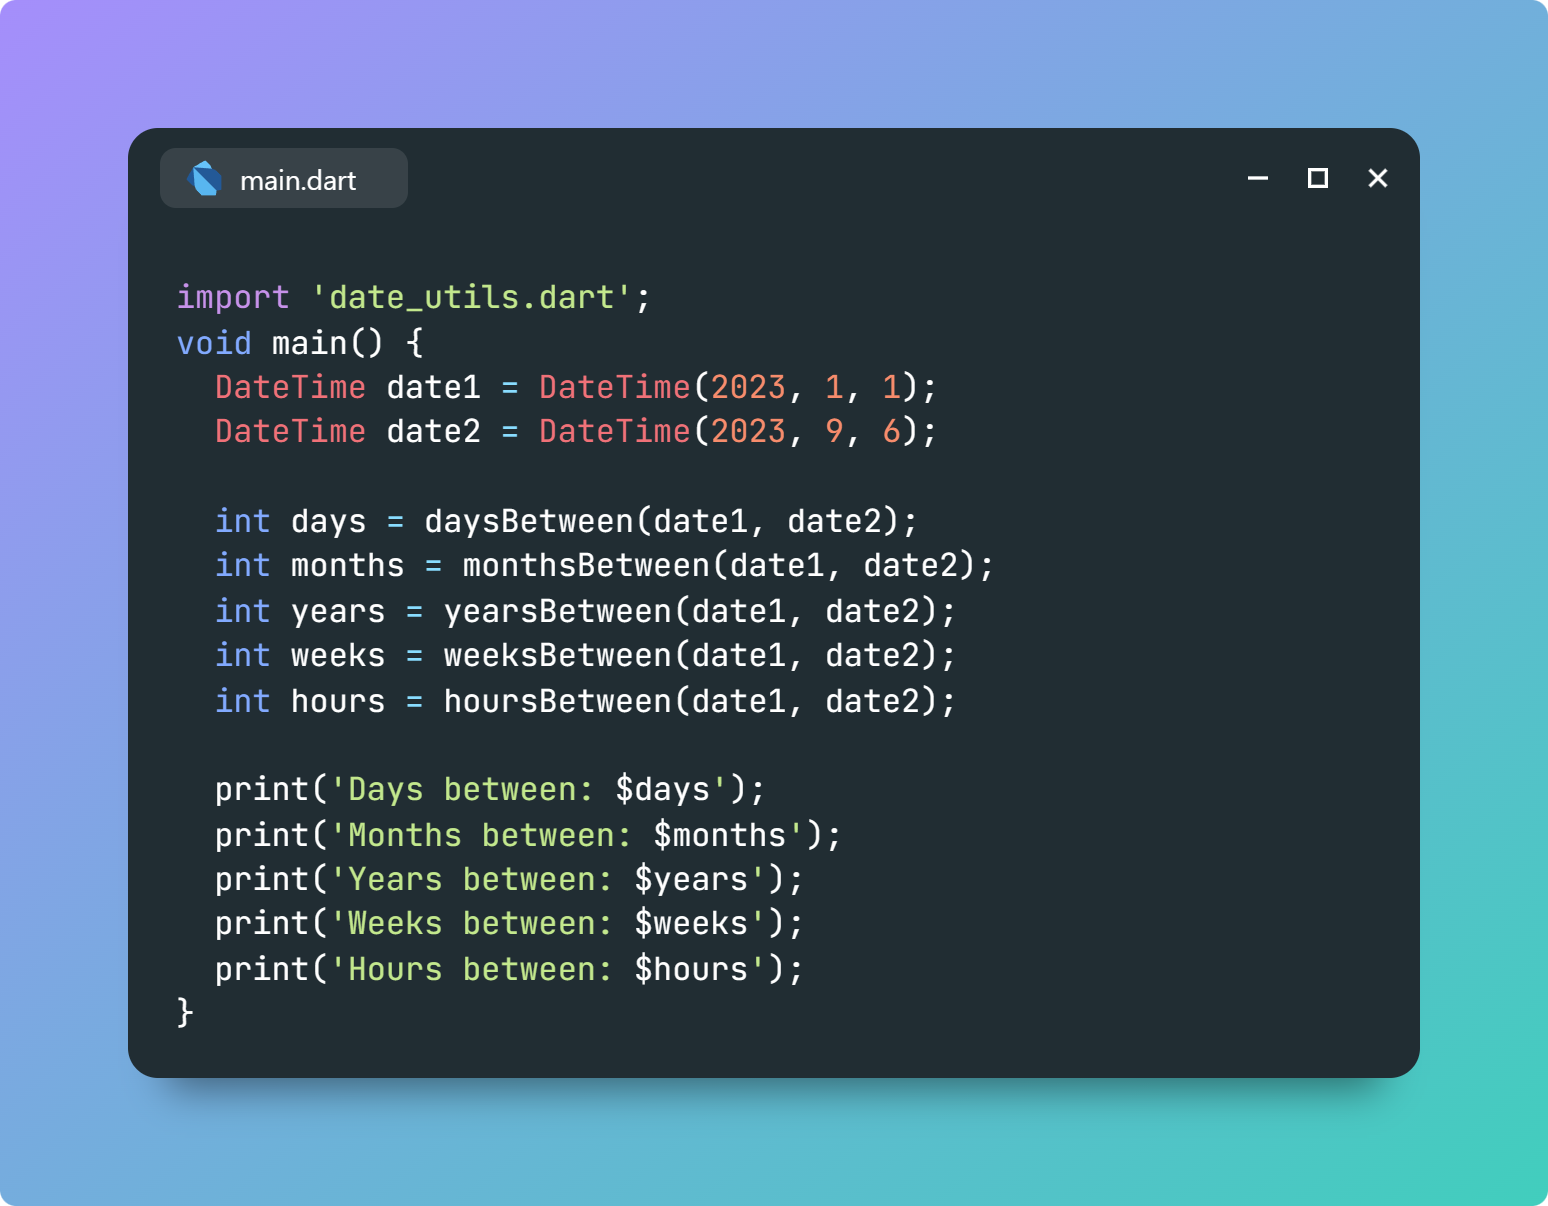 main.dart
import 'date_utils.dart';
void main() {
  DateTime date1 = DateTime(2023, 1, 1);
  DateTime date2 = DateTime(2023, 9, 6);

  int days = daysBetween(date1, date2);
  int months = monthsBetween(date1, date2);
  int years = yearsBetween(date1, date2);
  int weeks = weeksBetween(date1, date2);
  int hours = hoursBetween(date1, date2);

  print('Days between: $days');
  print('Months between: $months');
  print('Years between: $years');
  print('Weeks between: $weeks');
  print('Hours between: $hours');
}